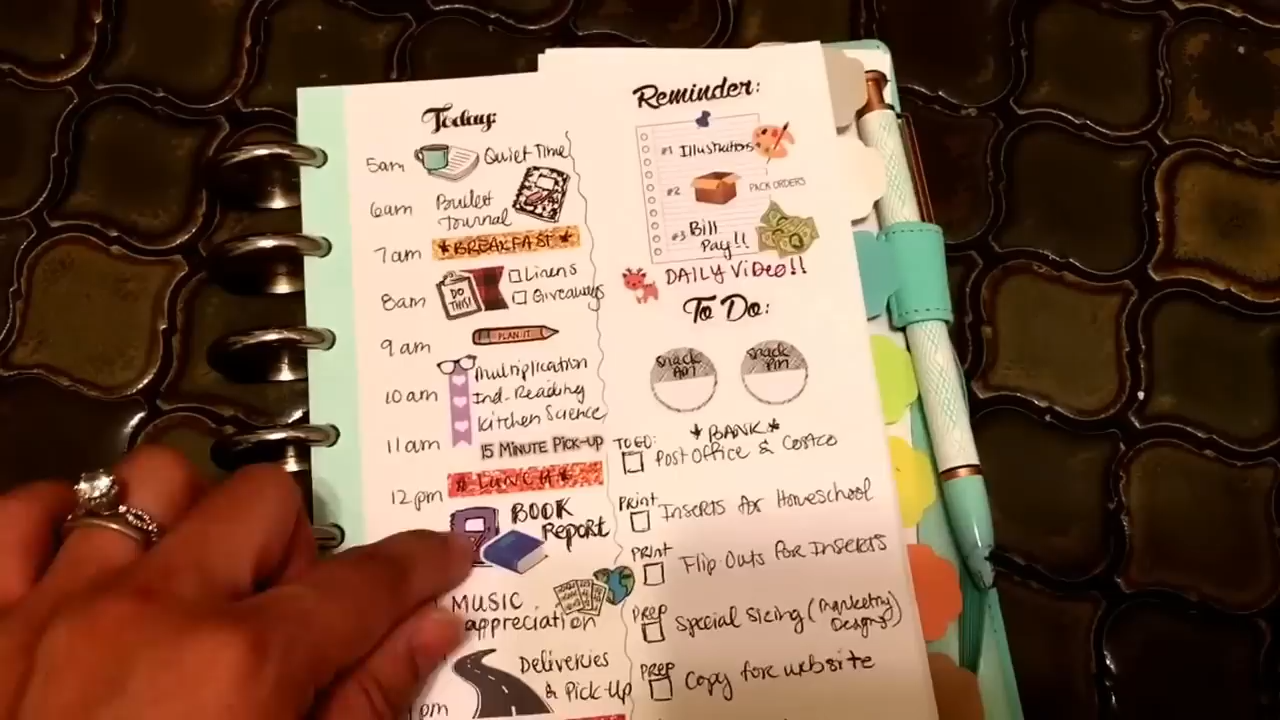 Today:
5am Quiet Time
6am Bullet
Journal
7am *BREAKFAST*
8am DO THIS! Linens
Giveaways
9am PLAN IT
Multiplication
10am Ind. Reading
Kitchen Science
11am 15 MINUTE PICK-UP
* LUNCH *
12pm
BOOK
Report
MUSIC
appreciation
Deliveries
& Pick-Up
pm
Reminder:
#1 Illustrations
#2 PACK ORDERS
#3 Bill
Pay!!
DAILY VIDEO!!
To Do:
Snack AM Snack PM
*BANK*
TO GO: Post Office & Costco
Print Inserts for Homeschool
PRINT Flip Outs for Inserts
PREP Special Sizing (Marketing
Designs)
PREP Copy for website